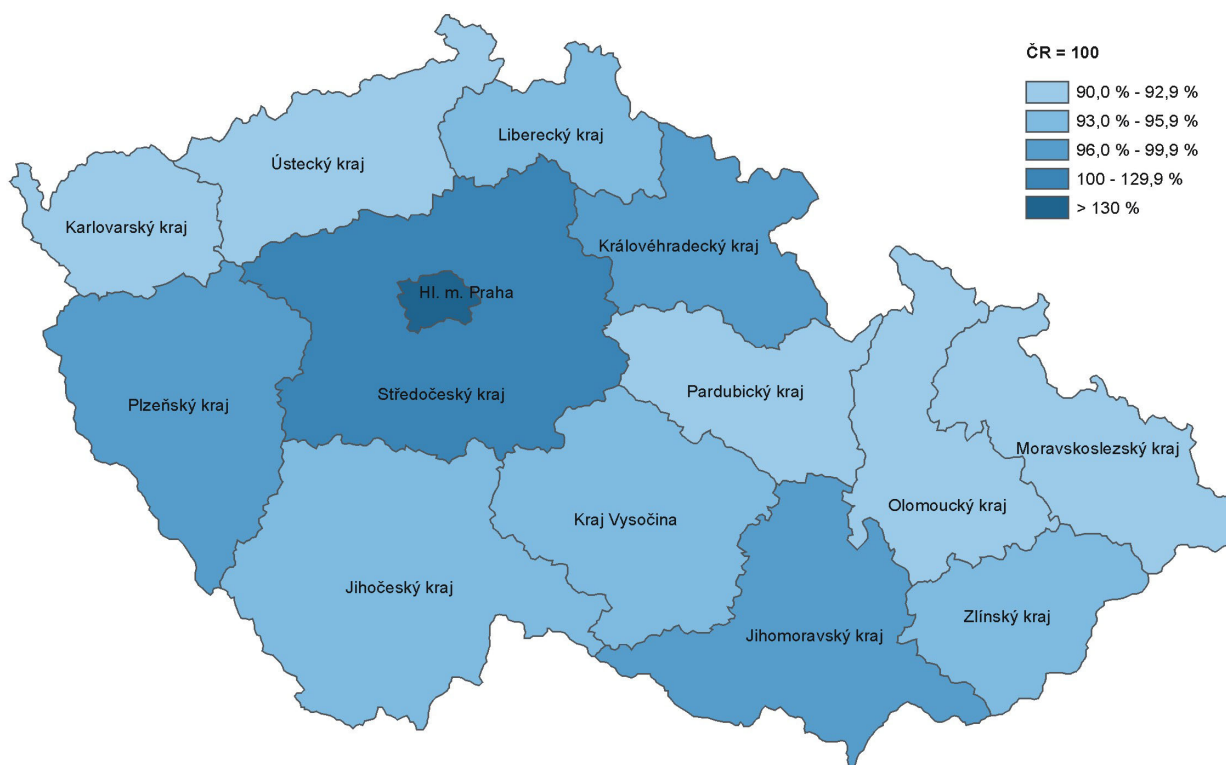 ČR = 100
90,0 % - 92,9 %
93,0 % - 95,9 %
96,0 % - 99,9 %
100 - 129,9 %
> 130 %
Liberecký kraj
Ústecký kraj
Karlovarský kraj
Královéhradecký kraj
Hl. m. Praha
Středočeský kraj
Pardubický kraj
Plzeňský kraj
Moravskoslezský kraj
Olomoucký kraj
Kraj Vysočina
Jihočeský kraj
Zlínský kraj
Jihomoravský kraj